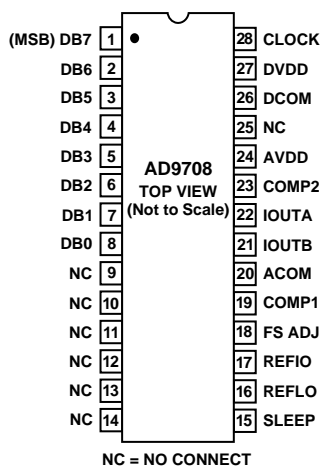 (MSB) DB7 1 28 CLOCK
DB6 2 27 DVDD
DB5 3 26 DCOM
DB4 4 25 NC
DB3 5 24 AVDD
DB2 6 23 COMP2
DB1 7 22 IOUTA
DB0 8 21 IOUTB
NC 9 20 ACOM
NC 10 19 COMP1
NC 11 18 FS ADJ
NC 12 17 REFIO
NC 13 16 REFLO
NC 14 15 SLEEP
AD9708
TOP VIEW
(Not to Scale)
NC = NO CONNECT